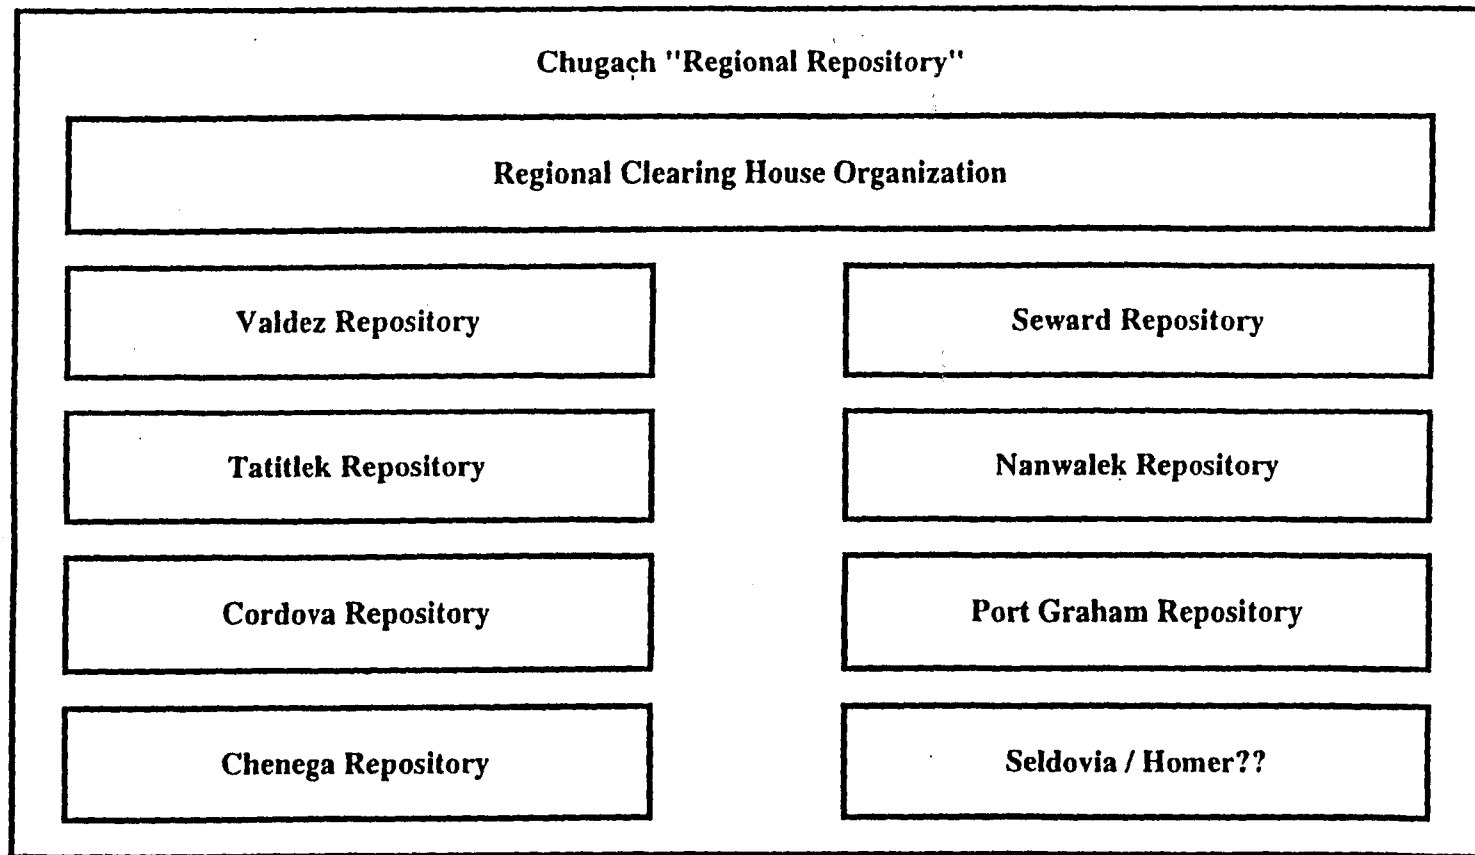 Chugach "Regional Repository"
Regional Clearing House Organization
Valdez Repository
Seward Repository
Tatitlek Repository
Nanwalek Repository
Cordova Repository
Port Graham Repository
Chenega Repository
Seldovia / Homer??